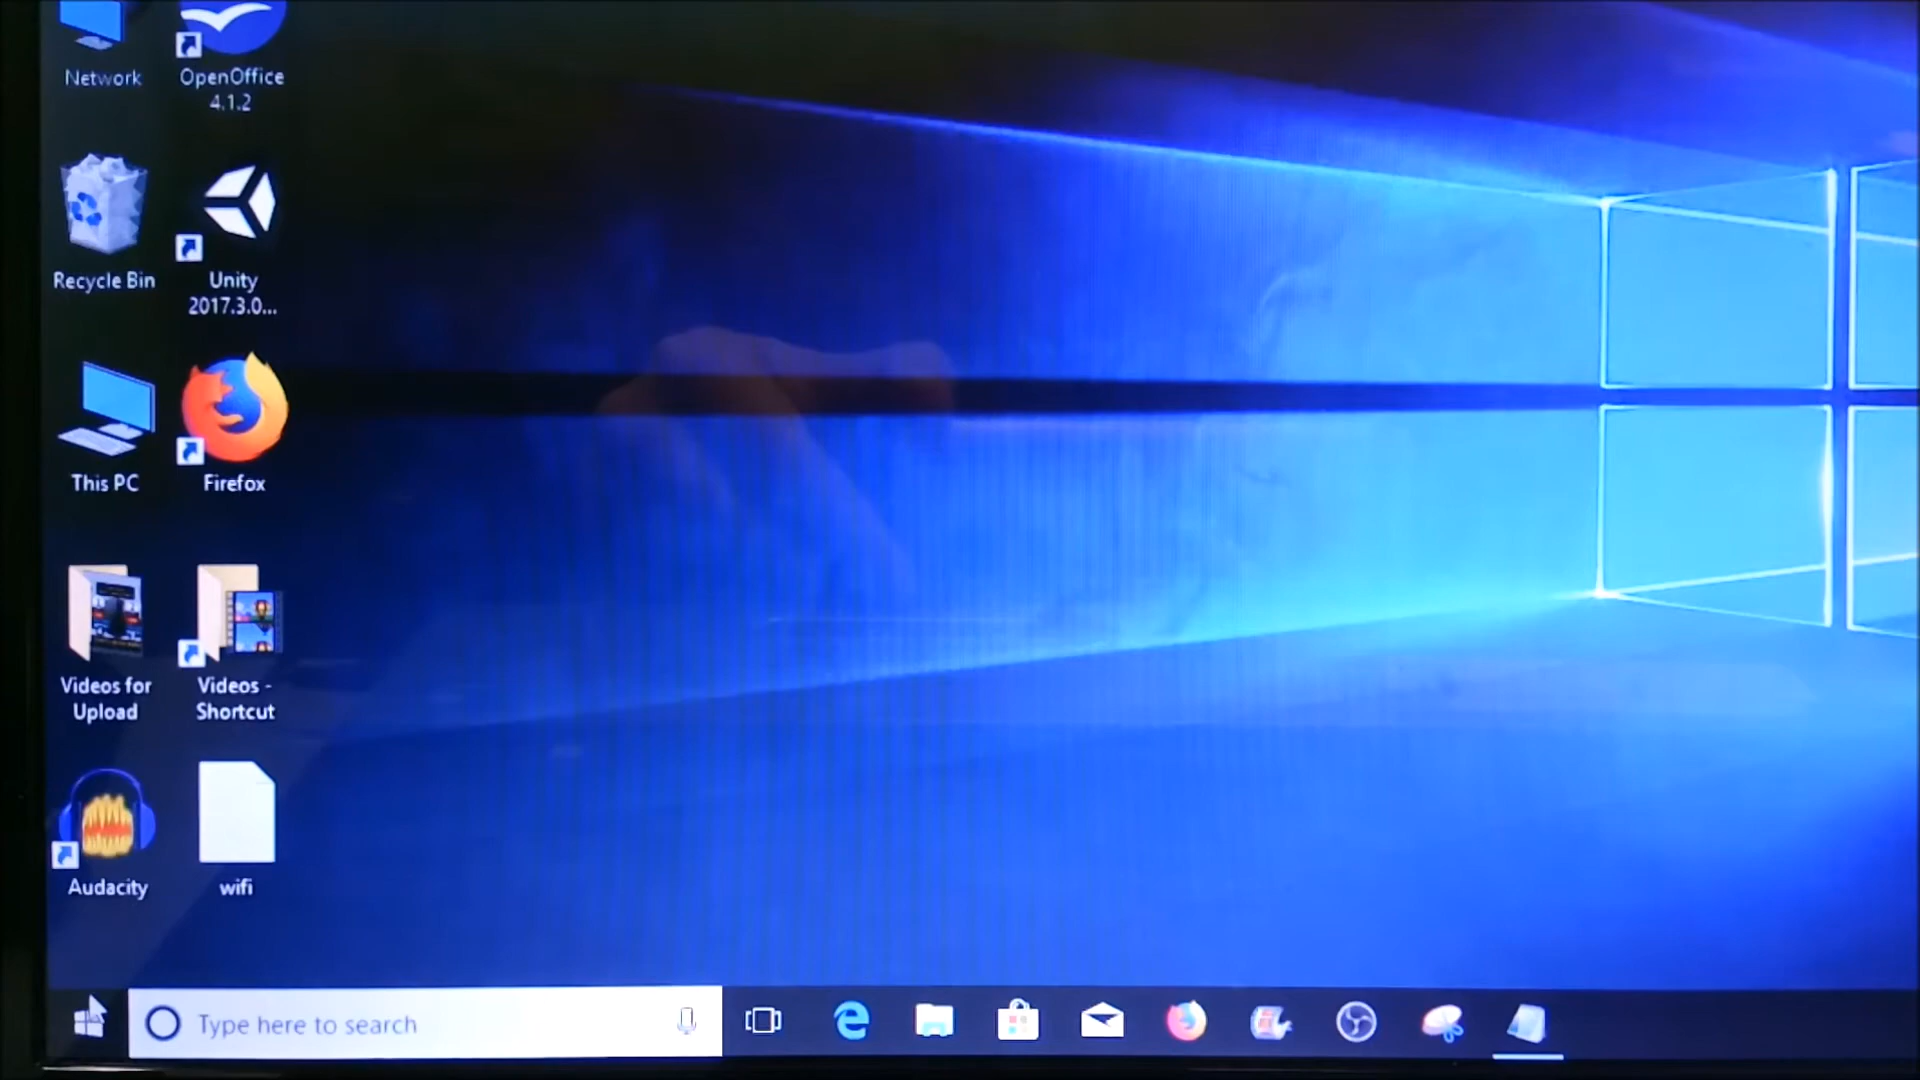 Network
OpenOffice
4.1.2
Recycle Bin
Unity
2017.3.0...
This PC
Firefox
Videos for
Upload
Videos -
Shortcut
Audacity
wifi
Type here to search